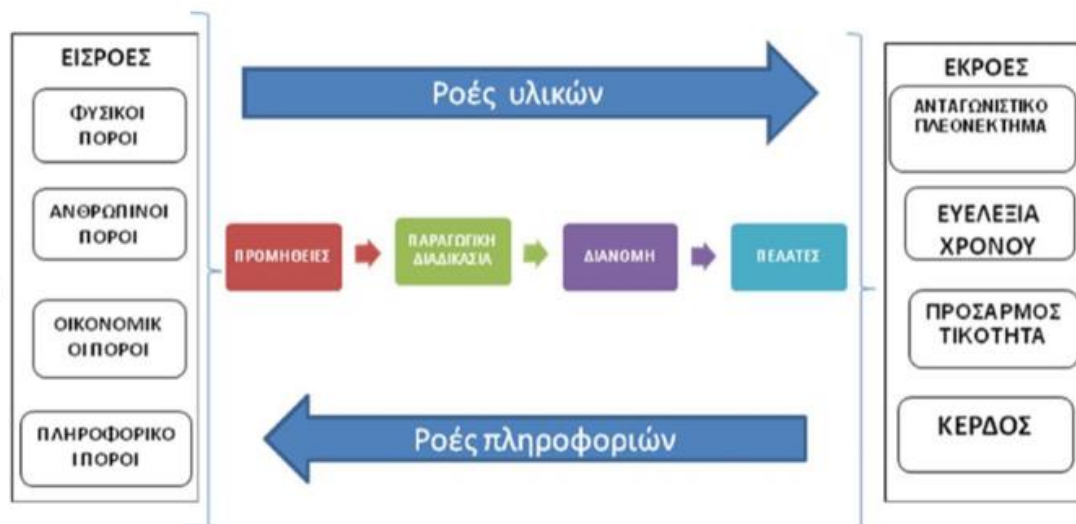 ΕΙΣΡΟΕΣ
ΦΥΣΙΚΟΙ
ΠΟΡΟΙ
ΑΝΘΡΩΠΙΝΟΙ
ΠΟΡΟΙ
ΟΙΚΟΝΟΜΙΚ
ΟΙ ΠΟΡΟΙ
ΠΛΗΡΟΦΟΡΙΚΟ
Ι ΠΟΡΟΙ
Ροές υλικών
ΠΡΟΜΗΘΕΙΕΣ
ΠΑΡΑΓΩΓΙΚΗ
ΔΙΑΔΙΚΑΣΙΑ
ΔΙΑΝΟΜΗ
ΠΕΛΑΤΕΣ
Ροές πληροφοριών
ΕΚΡΟΕΣ
ΑΝΤΑΓΩΝΙΣΤΙΚΟ
ΠΛΕΟΝΕΚΤΗΜΑ
ΕΥΕΛΕΞΙΑ
ΧΡΟΝΟΥ
ΠΡΟΣΑΡΜΟΣ
ΤΙΚΟΤΗΤΑ
ΚΕΡΔΟΣ